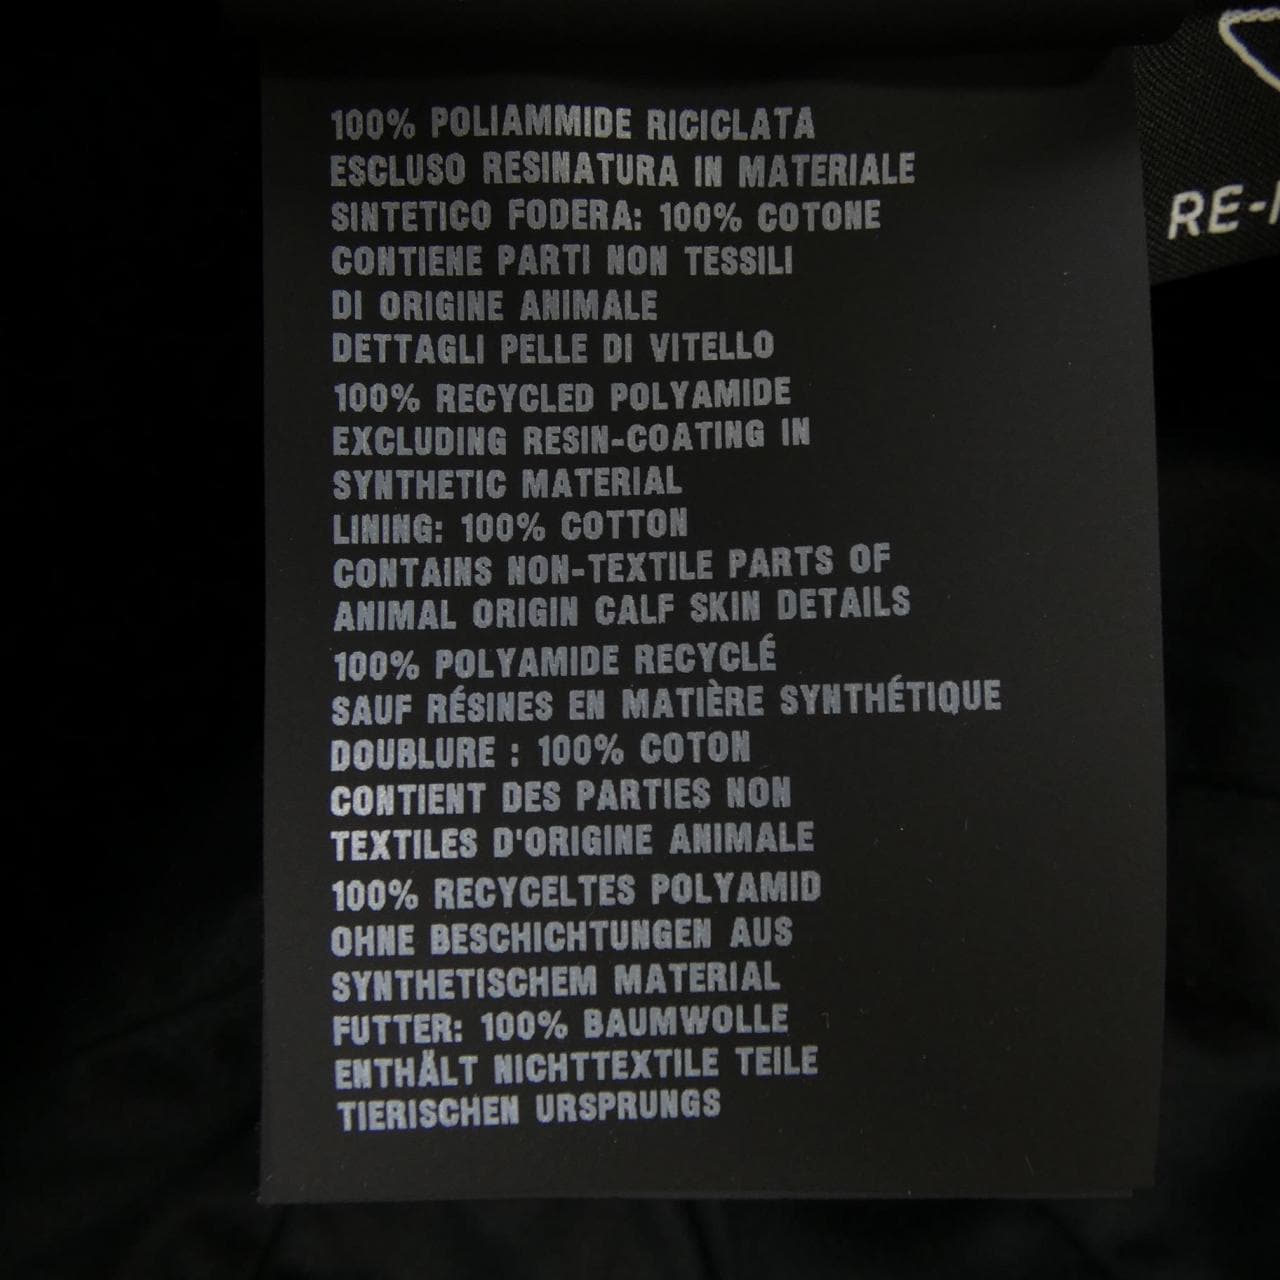 100% POLIAMMIDE RICICLATA
ESCLUSO RESINATURA IN MATERIALE
SINTETICO FODERA: 100% COTONE
CONTIENE PARTI NON TESSILI
DI ORIGINE ANIMALE
DETTAGLI PELLE DI VITELLO
100% RECYCLED POLYAMIDE
EXCLUDING RESIN-COATING IN
SYNTHETIC MATERIAL
LINING: 100% COTTON
CONTAINS NON-TEXTILE PARTS OF
ANIMAL ORIGIN CALF SKIN DETAILS
100% POLYAMIDE RECYCLÉ
SAUF RÉSINES EN MATIÈRE SYNTHÉTIQUE
DOUBLURE : 100% COTON
CONTIENT DES PARTIES NON
TEXTILES D'ORIGINE ANIMALE
100% RECYCELTES POLYAMID
OHNE BESCHICHTUNGEN AUS
SYNTHETISCHEM MATERIAL
FUTTER: 100% BAUMWOLLE
ENTHÄLT NICHTTEXTILE TEILE
TIERISCHEN URSPRUNGS
RE-